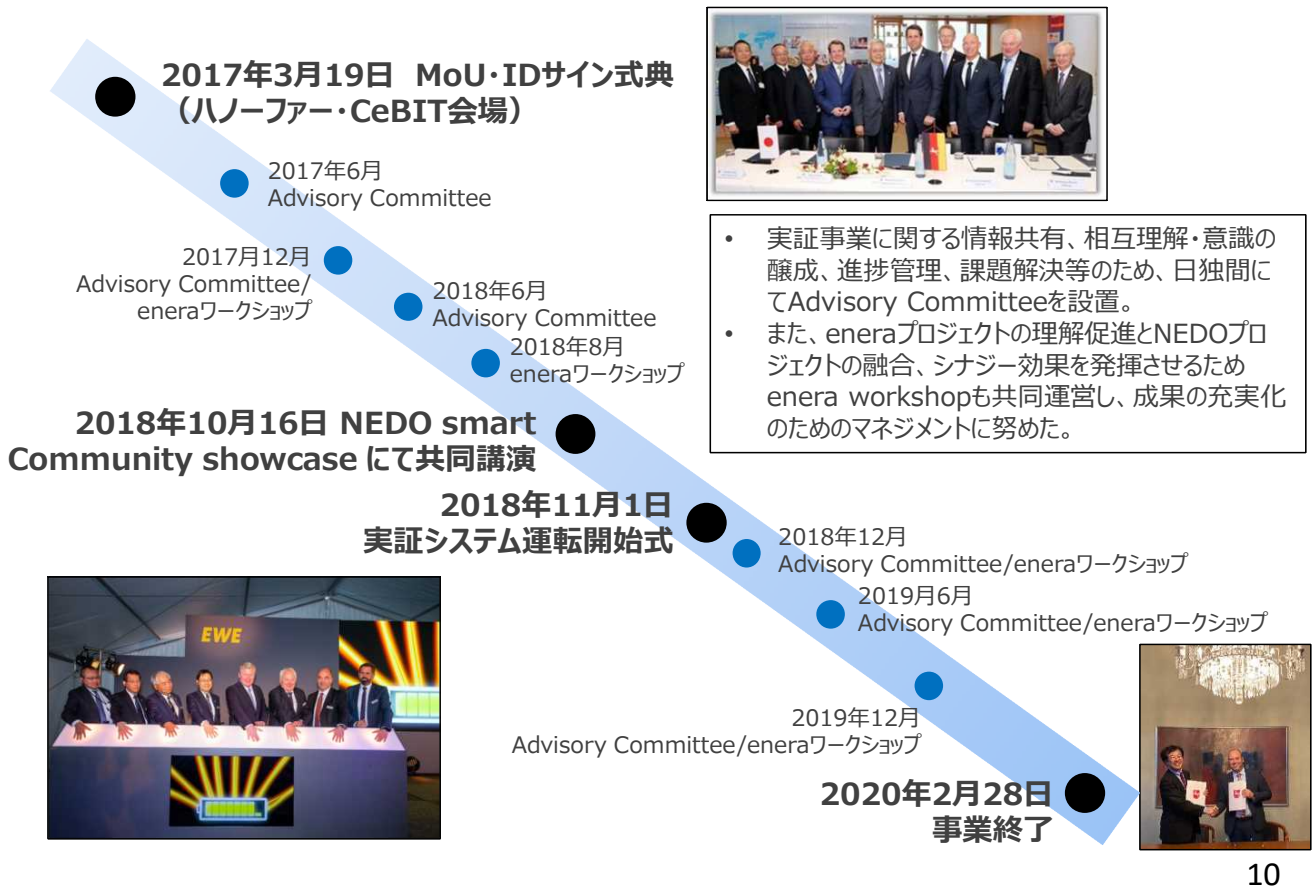 2017年3月19日 MoU・IDサイン式典
（ハノーファー・CeBIT会場）
2017年6月
Advisory Committee
2017月12月
Advisory Committee/
eneraワークショップ
2018年6月
Advisory Committee
2018年8月
eneraワークショップ
・ 実証事業に関する情報共有、相互理解・意識の
醸成、進捗管理、課題解決等のため、日独間に
てAdvisory Committeeを設置。
・ また、eneraプロジェクトの理解促進とNEDOプロ
ジェクトの融合、シナジー効果を発揮させるため
enera workshopも共同運営し、成果の充実化
のためのマネジメントに努めた。
2018年10月16日 NEDO smart
Community showcase にて共同講演
2018年11月1日
実証システム運転開始式
2018年12月
Advisory Committee/eneraワークショップ
2019月6月
Advisory Committee/eneraワークショップ
EWE
2019年12月
Advisory Committee/eneraワークショップ
2020年2月28日
事業終了
10